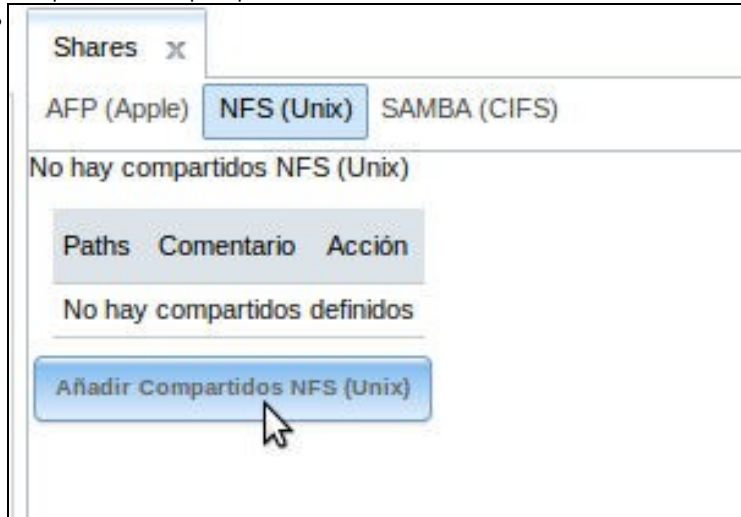 Shares x
AFP (Apple) NFS (Unix) SAMBA (CIFS)
No hay compartidos NFS (Unix)
Paths Comentario Acción
No hay compartidos definidos
Añadir Compartidos NFS (Unix)